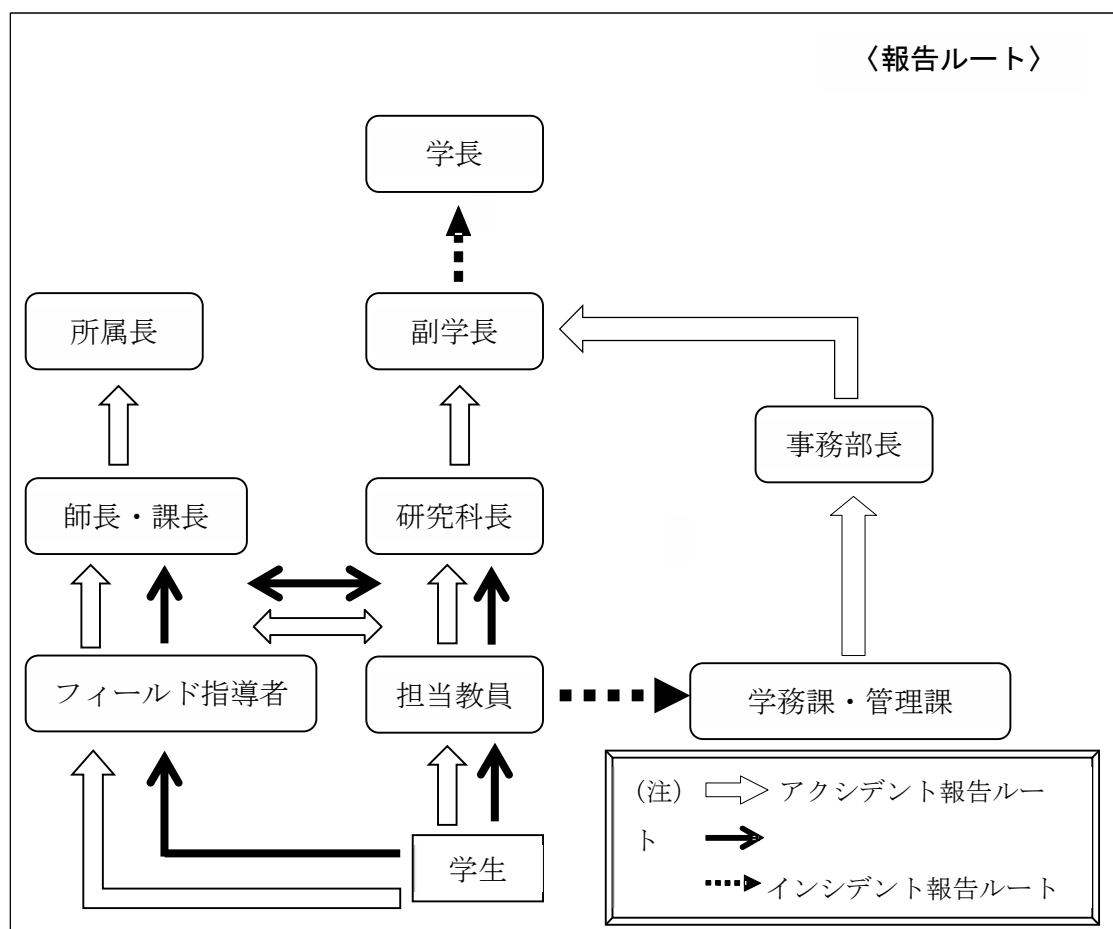 〈報告ルート〉
学長
所属長
副学長
事務部長
師長・課長
研究科長
フィールド指導者
担当教員
学務課・管理課
学生
(注) アクシデント報告ルー
ト
インシデント報告ルート